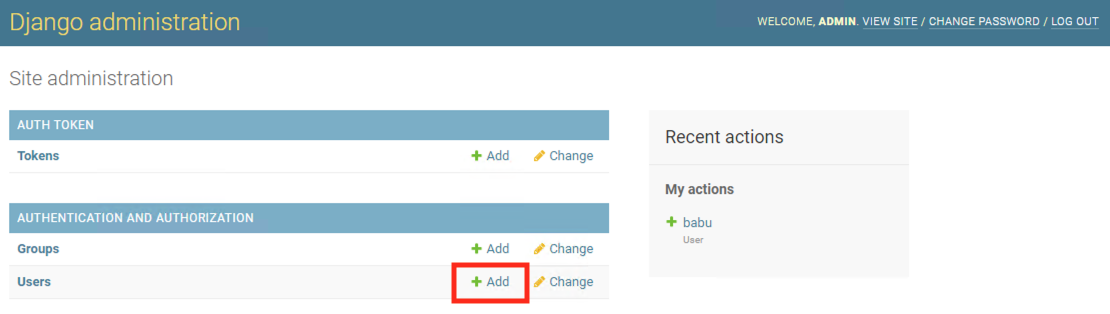 Django administration
WELCOME, ADMIN. VIEW SITE / CHANGE PASSWORD / LOG OUT
Site administration
AUTH TOKEN
Tokens Add Change
AUTHENTICATION AND AUTHORIZATION
Groups Add Change
Users Add Change
Recent actions
My actions
babu
User